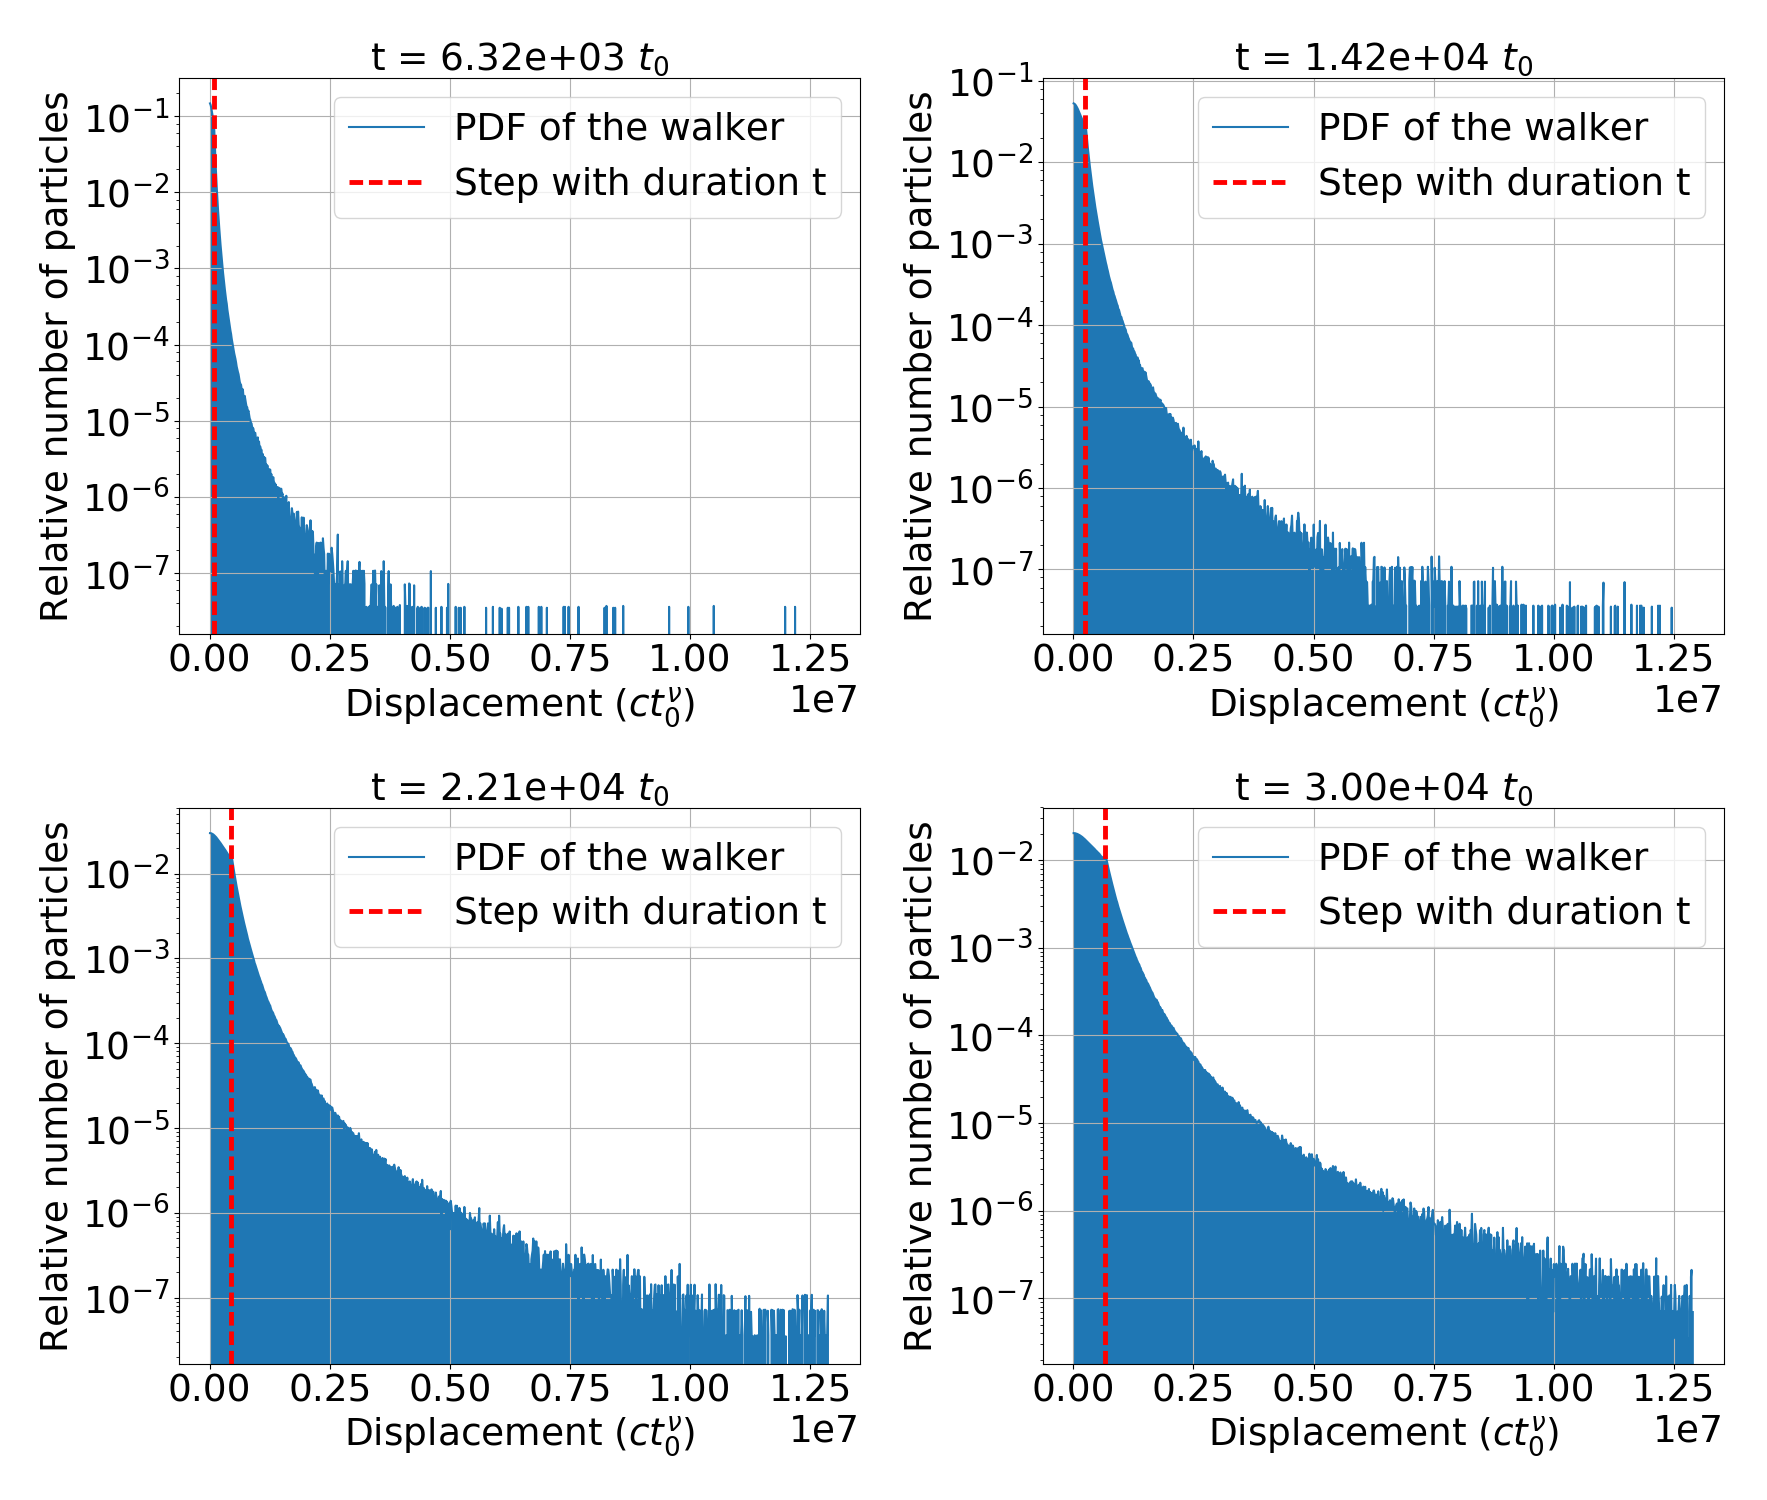 t = 6.32e+03 t₀
Relative number of particles
10⁻¹
10⁻²
10⁻³
10⁻⁴
10⁻⁵
10⁻⁶
10⁻⁷
PDF of the walker
Step with duration t
0.00 0.25 0.50 0.75 1.00 1.25
1e7
Displacement (ct₀^ν)
t = 1.42e+04 t₀
Relative number of particles
10⁻¹
10⁻²
10⁻³
10⁻⁴
10⁻⁵
10⁻⁶
10⁻⁷
PDF of the walker
Step with duration t
0.00 0.25 0.50 0.75 1.00 1.25
1e7
Displacement (ct₀^ν)
t = 2.21e+04 t₀
Relative number of particles
10⁻²
10⁻³
10⁻⁴
10⁻⁵
10⁻⁶
10⁻⁷
PDF of the walker
Step with duration t
0.00 0.25 0.50 0.75 1.00 1.25
1e7
Displacement (ct₀^ν)
t = 3.00e+04 t₀
Relative number of particles
10⁻²
10⁻³
10⁻⁴
10⁻⁵
10⁻⁶
10⁻⁷
PDF of the walker
Step with duration t
0.00 0.25 0.50 0.75 1.00 1.25
1e7
Displacement (ct₀^ν)